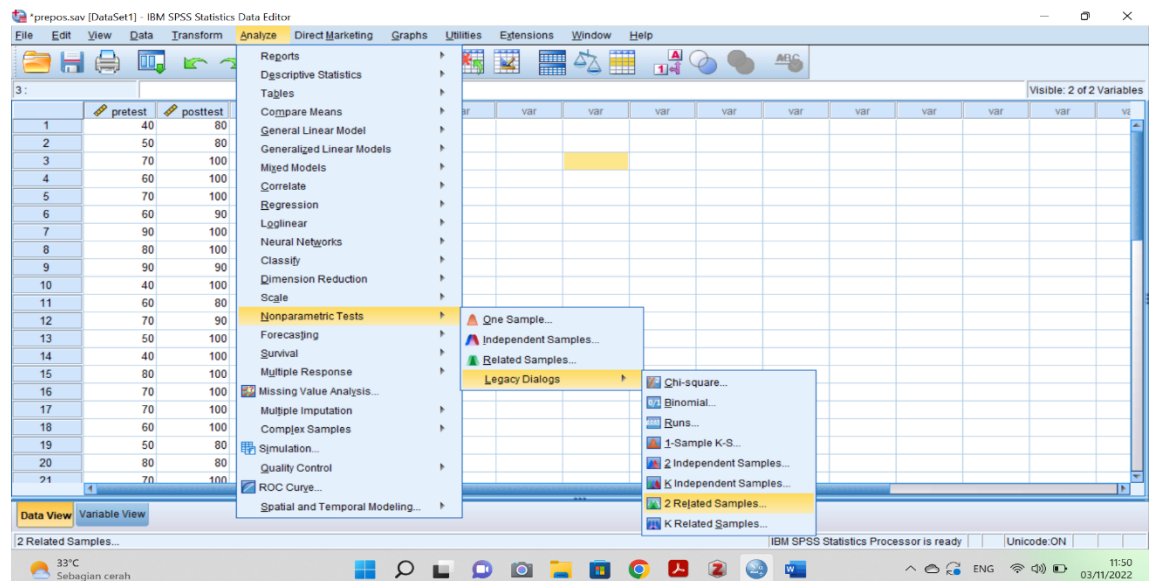 *prepos.sav [DataSet1] - IBM SPSS Statistics Data Editor
File Edit View Data Transform Analyze Direct Marketing Graphs Utilities Extensions Window Help
3 : Visible: 2 of 2 Variables
pretest posttest var var var var var var var var var
1 40 80
2 50 80
3 70 100
4 60 100
5 70 100
6 60 90
7 90 100
8 80 100
9 90 90
10 40 100
11 60 80
12 70 90
13 50 100
14 40 100
15 80 100
16 70 100
17 70 100
18 60 100
19 50 80
20 80 80
21 70 100
Reports
Descriptive Statistics
Tables
Compare Means
General Linear Model
Generalized Linear Models
Mixed Models
Correlate
Regression
Loglinear
Neural Networks
Classify
Dimension Reduction
Scale
Nonparametric Tests
Forecasting
Survival
Multiple Response
Missing Value Analysis...
Multiple Imputation
Complex Samples
Simulation...
Quality Control
ROC Curve...
Spatial and Temporal Modeling...
One Sample...
Independent Samples...
Related Samples...
Legacy Dialogs
Chi-square...
Binomial...
Runs...
1-Sample K-S...
2 Independent Samples...
K Independent Samples...
2 Related Samples...
K Related Samples...
Data View Variable View
2 Related Samples... IBM SPSS Statistics Processor is ready Unicode:ON
33°C
Sebagian cerah
ENG
11:50
03/11/2022